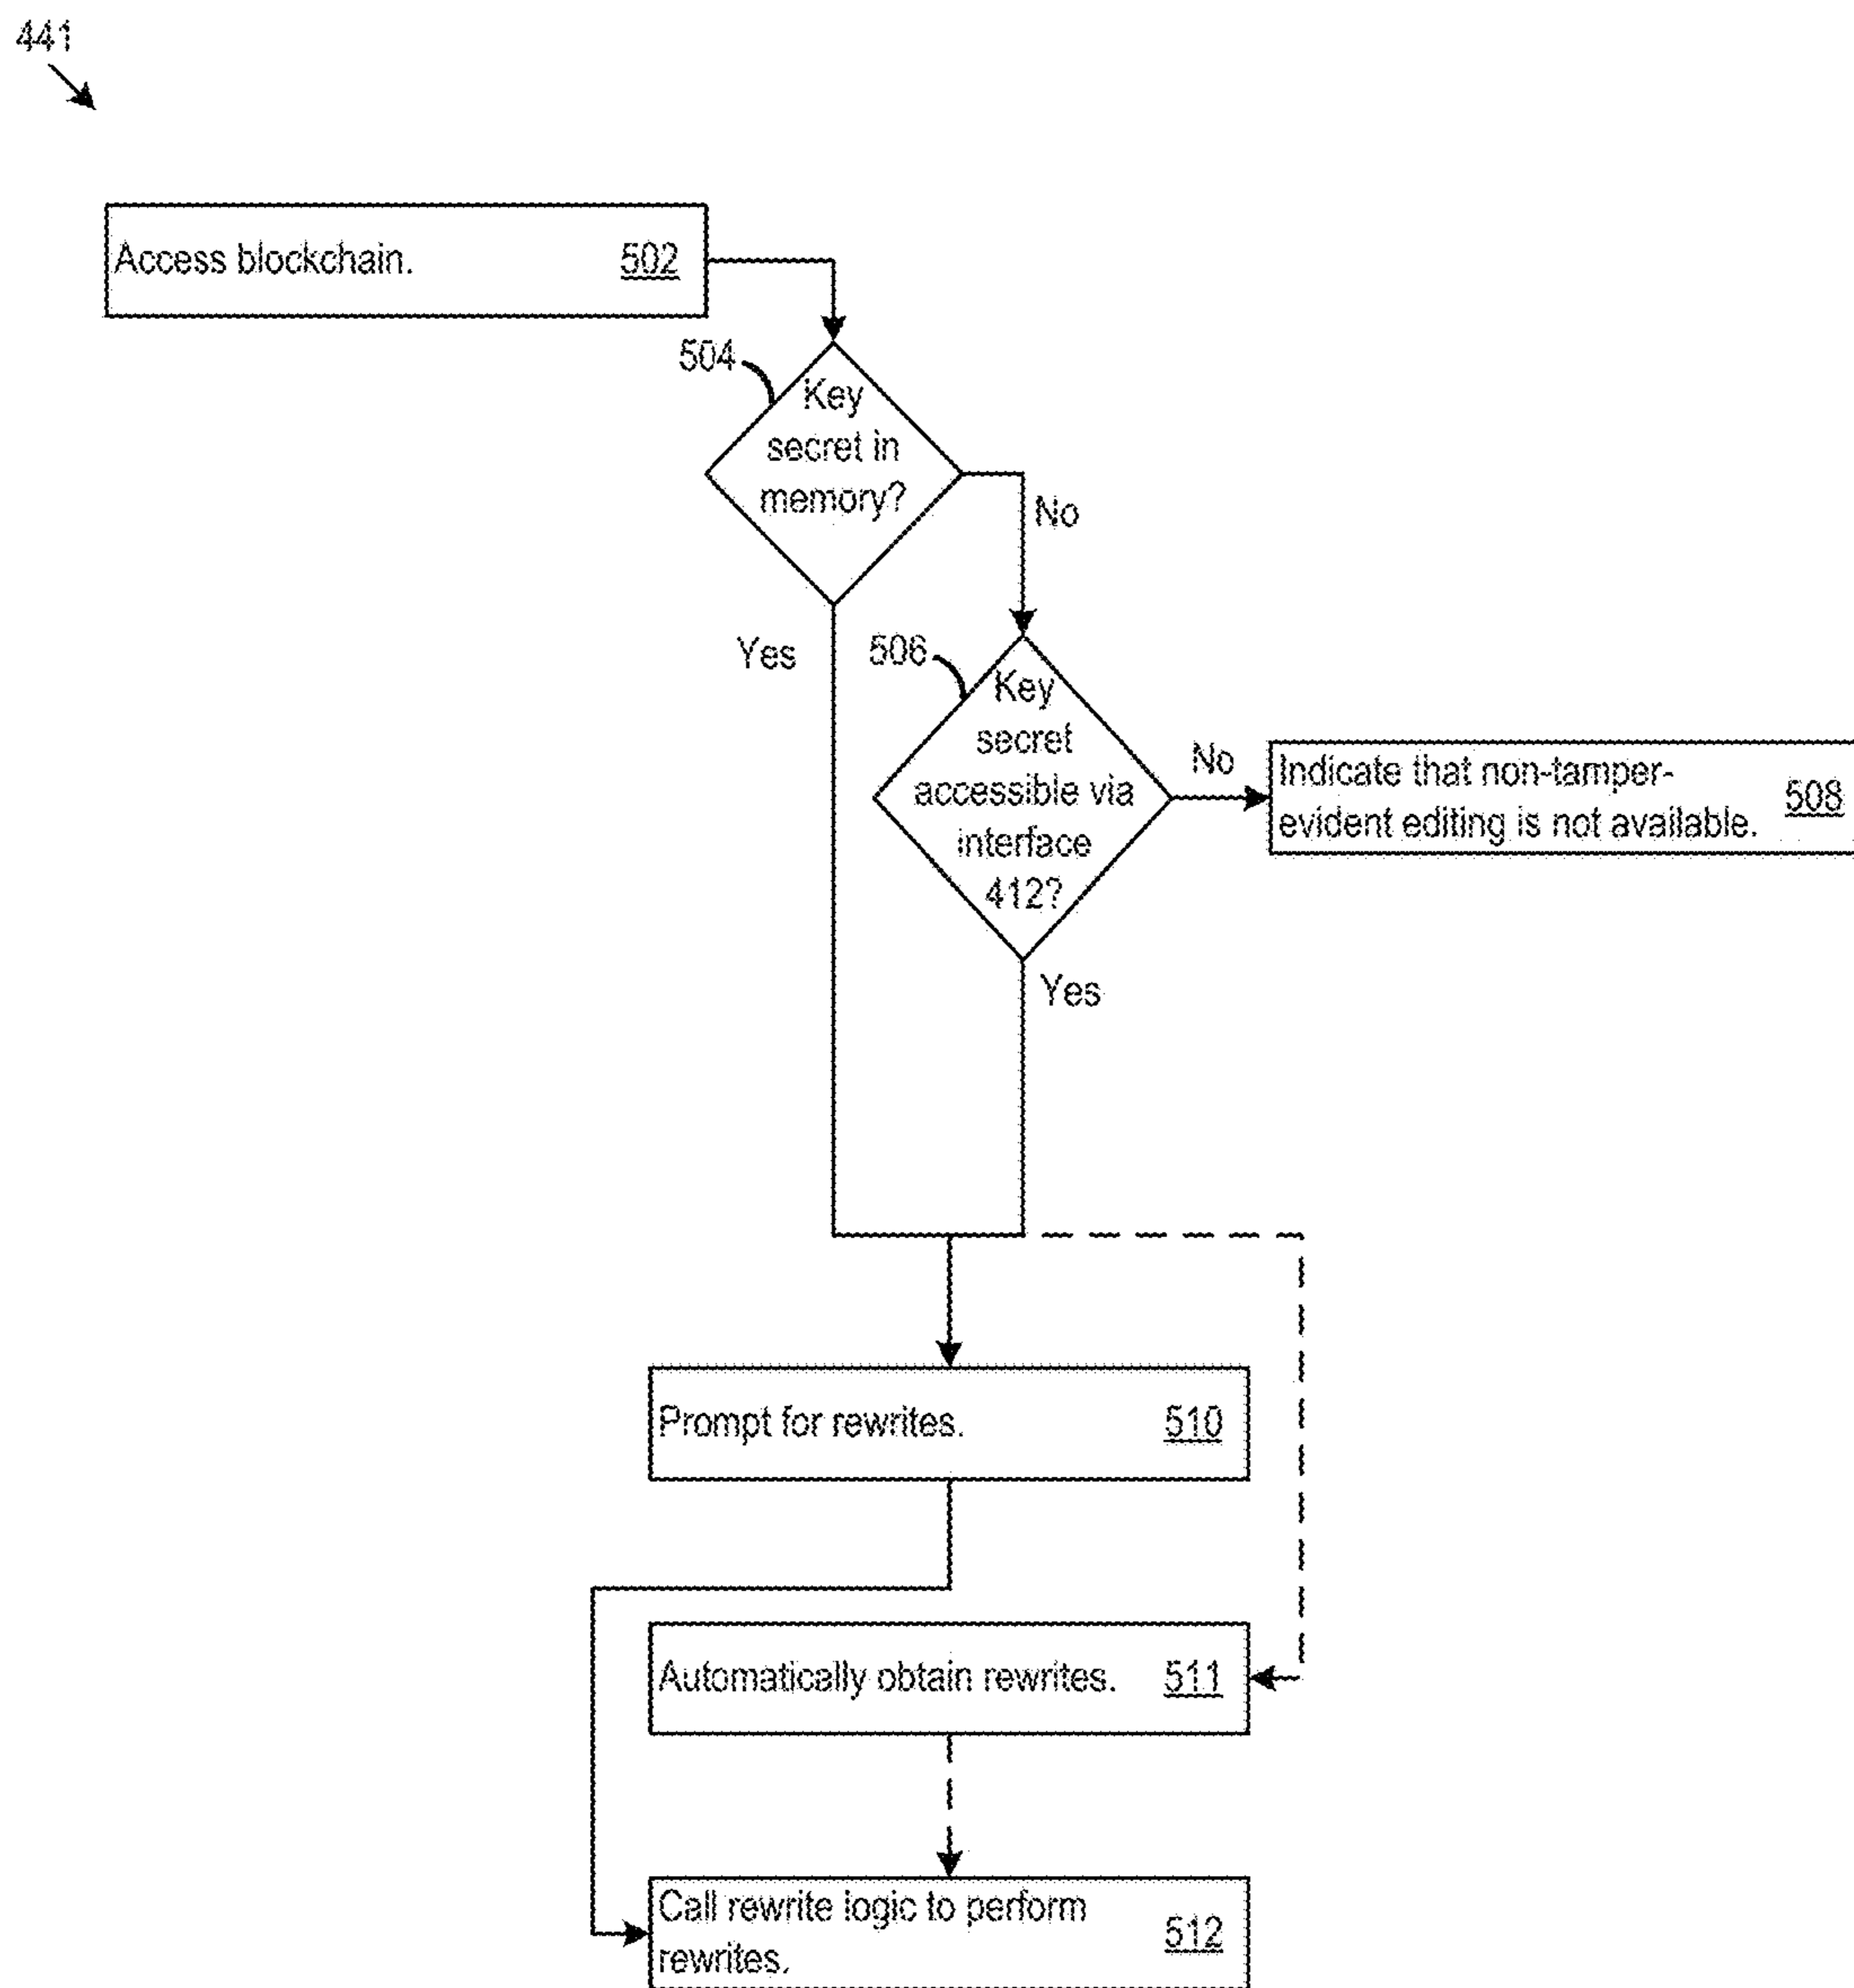 441
Access blockchain. 502
504
Key
secret in
memory?
No
Yes
506
Key
secret
accessible via
interface
412?
No
Indicate that non-tamper-
evident editing is not available. 508
Yes
Prompt for rewrites. 510
Automatically obtain rewrites. 511
Call rewrite logic to perform
rewrites. 512